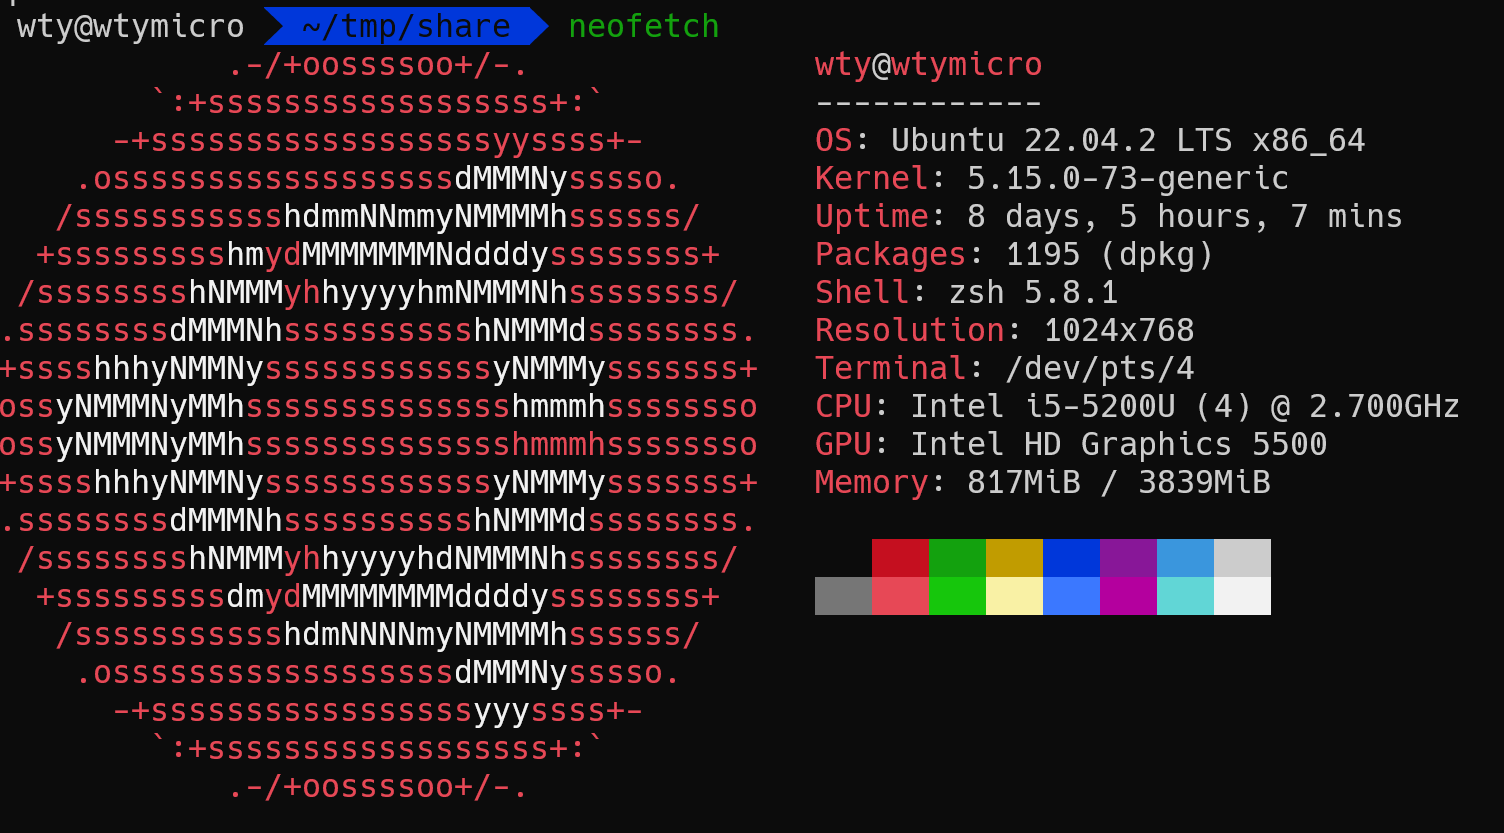 wty@wtymicro ~/tmp/share neofetch
            .-/+oossssoo+/-.               wty@wtymicro
        `:+ssssssssssssssssss+:`           ------------
      -+ssssssssssssssssssyyssss+-         OS: Ubuntu 22.04.2 LTS x86_64
    .ossssssssssssssssssdMMMNysssso.       Kernel: 5.15.0-73-generic
   /ssssssssssshdmmNNmmyNMMMMhssssss/      Uptime: 8 days, 5 hours, 7 mins
  +ssssssssshmydMMMMMMMNddddyssssssss+     Packages: 1195 (dpkg)
 /sssssssshNMMMyhhyyyyhmNMMMNhssssssss/    Shell: zsh 5.8.1
.ssssssssdMMMNhsssssssssshNMMMdssssssss.   Resolution: 1024x768
+sssshhhyNMMNyssssssssssssyNMMMysssssss+   Terminal: /dev/pts/4
ossyNMMMNyMMhsssssssssssssshmmmhssssssso   CPU: Intel i5-5200U (4) @ 2.700GHz
ossyNMMMNyMMhsssssssssssssshmmmhssssssso   GPU: Intel HD Graphics 5500
+sssshhhyNMMNyssssssssssssyNMMMysssssss+   Memory: 817MiB / 3839MiB
.ssssssssdMMMNhsssssssssshNMMMdssssssss.
 /sssssssshNMMMyhhyyyyhdNMMMNhssssssss/
  +sssssssssdmydMMMMMMMMddddyssssssss+
   /ssssssssssshdmNNNNmyNMMMMhssssss/
    .ossssssssssssssssssdMMMNysssso.
      -+sssssssssssssssssyyyssss+-
        `:+ssssssssssssssssss+:`
            .-/+oossssoo+/-.